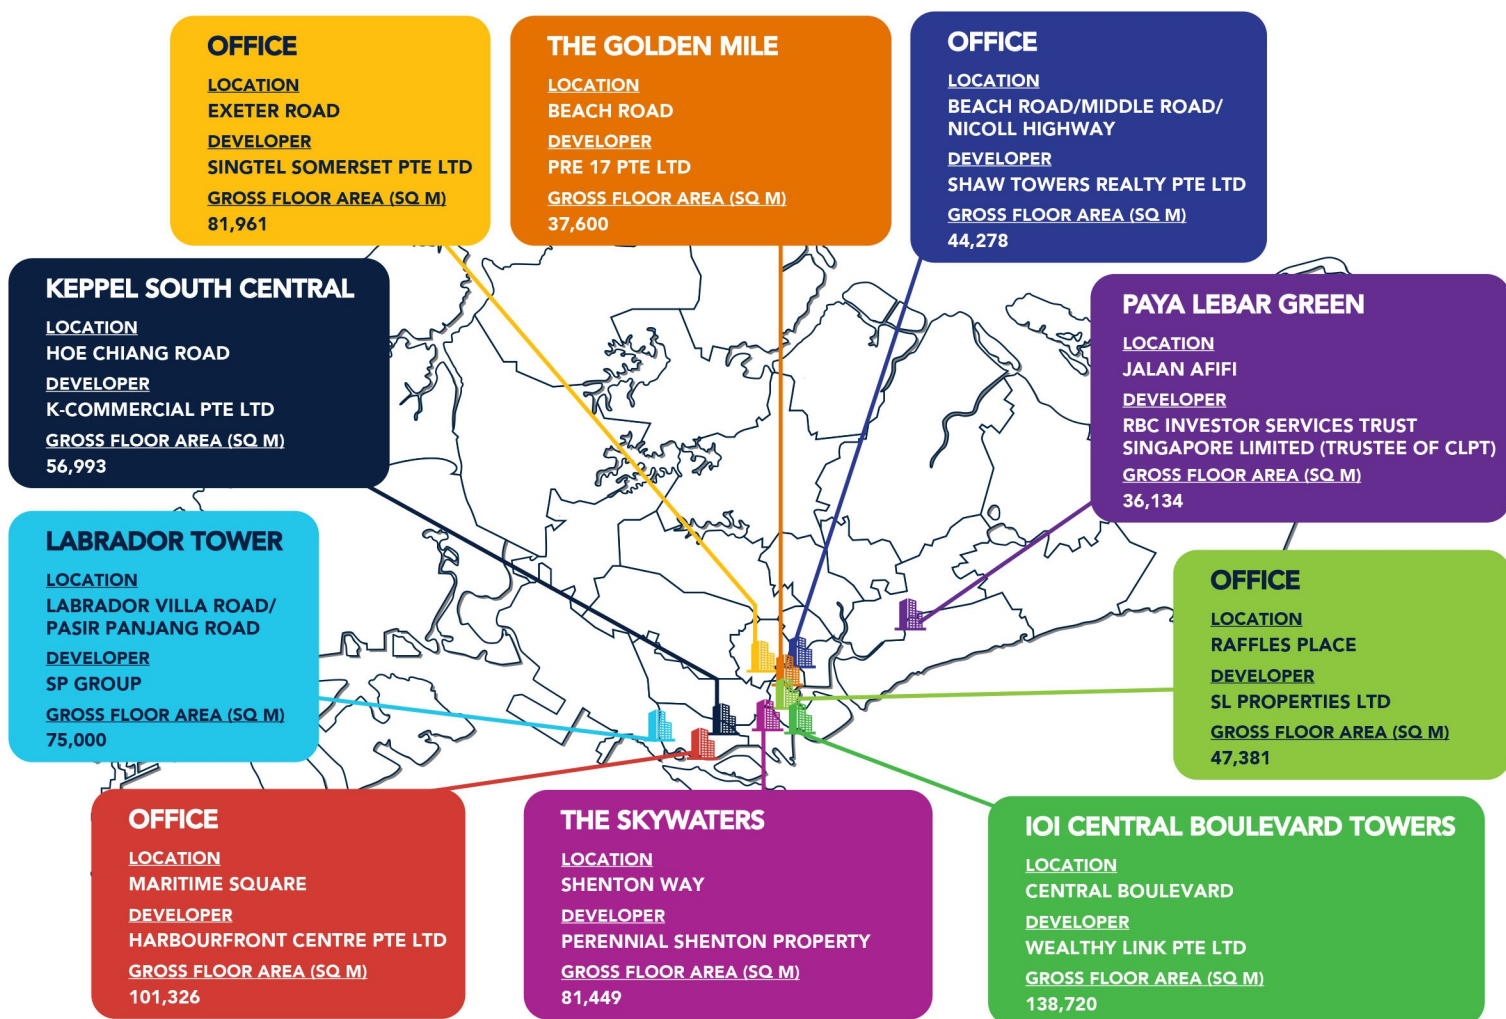 OFFICE
LOCATION
EXETER ROAD
DEVELOPER
SINGTEL SOMERSET PTE LTD
GROSS FLOOR AREA (SQ M)
81,961
THE GOLDEN MILE
LOCATION
BEACH ROAD
DEVELOPER
PRE 17 PTE LTD
GROSS FLOOR AREA (SQ M)
37,600
OFFICE
LOCATION
BEACH ROAD/MIDDLE ROAD/
NICOLL HIGHWAY
DEVELOPER
SHAW TOWERS REALTY PTE LTD
GROSS FLOOR AREA (SQ M)
44,278
KEPPEL SOUTH CENTRAL
LOCATION
HOE CHIANG ROAD
DEVELOPER
K-COMMERCIAL PTE LTD
GROSS FLOOR AREA (SQ M)
56,993
PAYA LEBAR GREEN
LOCATION
JALAN AFIFI
DEVELOPER
RBC INVESTOR SERVICES TRUST
SINGAPORE LIMITED (TRUSTEE OF CLPT)
GROSS FLOOR AREA (SQ M)
36,134
LABRADOR TOWER
LOCATION
LABRADOR VILLA ROAD/
PASIR PANJANG ROAD
DEVELOPER
SP GROUP
GROSS FLOOR AREA (SQ M)
75,000
OFFICE
LOCATION
RAFFLES PLACE
DEVELOPER
SL PROPERTIES LTD
GROSS FLOOR AREA (SQ M)
47,381
OFFICE
LOCATION
MARITIME SQUARE
DEVELOPER
HARBOURFRONT CENTRE PTE LTD
GROSS FLOOR AREA (SQ M)
101,326
THE SKYWATERS
LOCATION
SHENTON WAY
DEVELOPER
PERENNIAL SHENTON PROPERTY
GROSS FLOOR AREA (SQ M)
81,449
IOI CENTRAL BOULEVARD TOWERS
LOCATION
CENTRAL BOULEVARD
DEVELOPER
WEALTHY LINK PTE LTD
GROSS FLOOR AREA (SQ M)
138,720